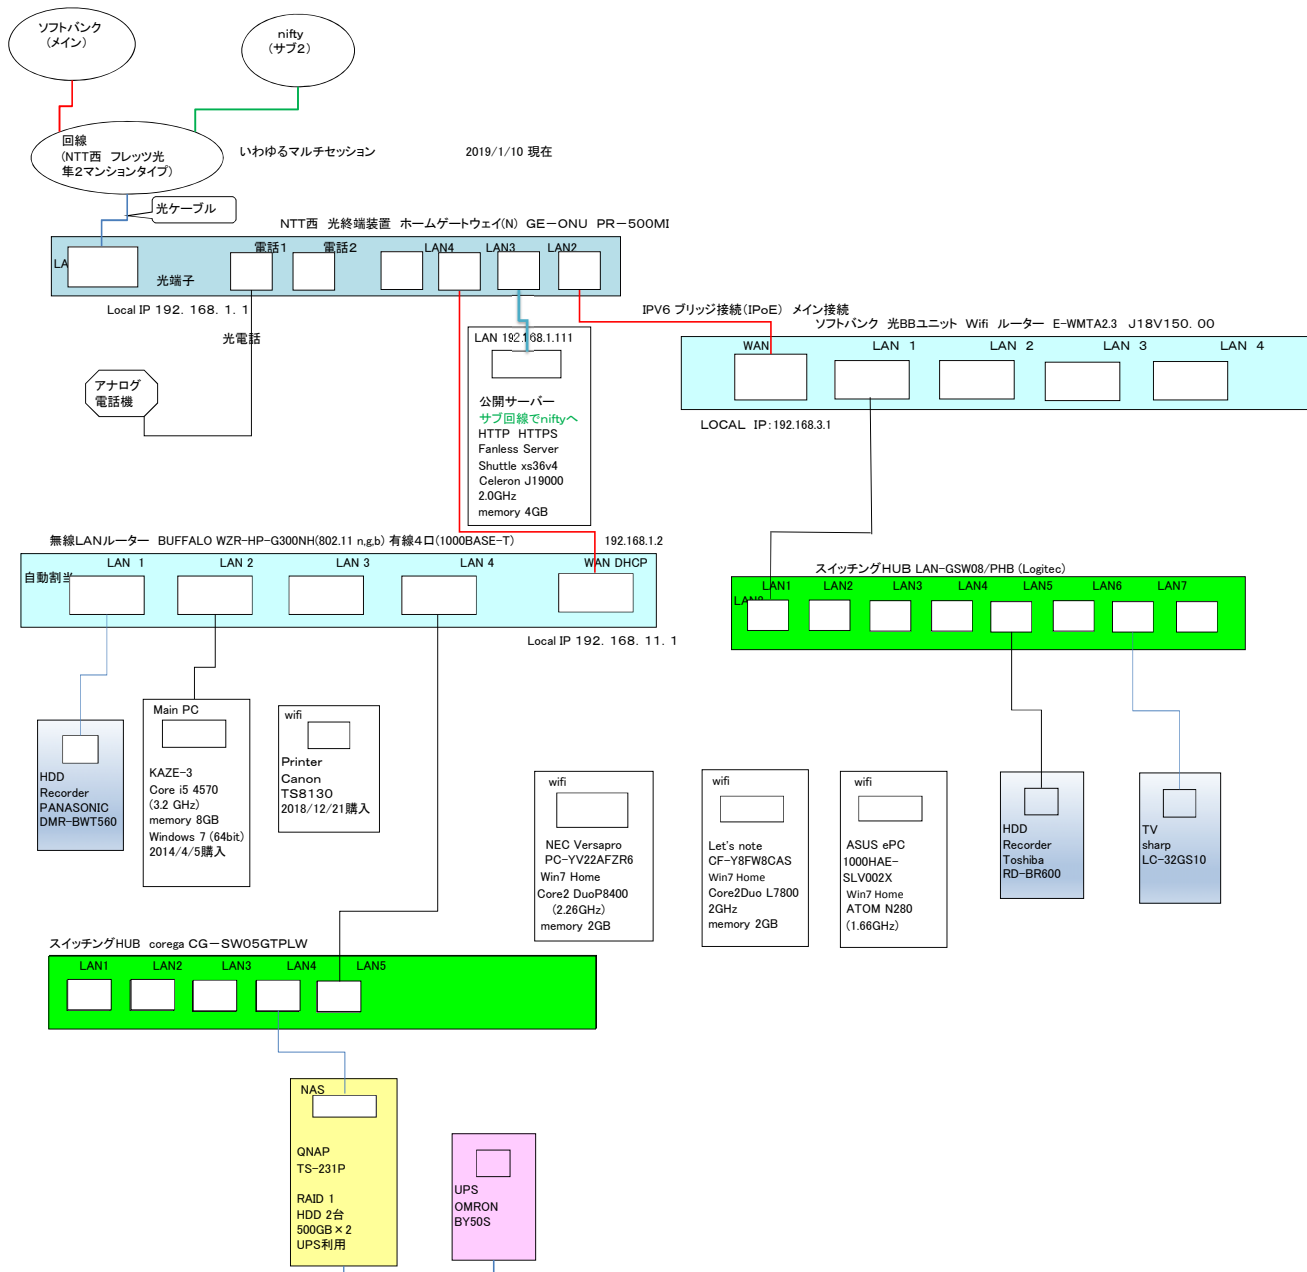 ソフトバンク
(メイン)
nifty
(サブ2)
回線
(NTT西 フレッツ光
隼2マンションタイプ)
いわゆるマルチセッション
2019/1/10 現在
光ケーブル
NTT西 光終端装置 ホームゲートウェイ(N) GE－ONU PR－500MI
LA
光端子
電話1
電話2
LAN4
LAN3
LAN2
Local IP 192. 168. 1. 1
光電話
アナログ
電話機
LAN 192.168.1.111
公開サーバー
サブ回線でniftyへ
HTTP HTTPS
Fanless Server
Shuttle xs36v4
Celeron J19000
2.0GHz
memory 4GB
IPV6 ブリッジ接続(IPoE) メイン接続
ソフトバンク 光BBユニット Wifi ルーター E-WMTA2.3 J18V150. 00
WAN
LAN 1
LAN 2
LAN 3
LAN 4
LOCAL IP:192.168.3.1
無線LANルーター BUFFALO WZR-HP-G300NH(802.11 n,g,b) 有線4口(1000BASE-T)
192.168.1.2
自動割当
LAN 1
LAN 2
LAN 3
LAN 4
WAN DHCP
Local IP 192. 168. 11. 1
スイッチングHUB LAN-GSW08/PHB (Logitec)
LAN1
LAN2
LAN3
LAN4
LAN5
LAN6
LAN7
LAN8
HDD
Recorder
PANASONIC
DMR-BWT560
Main PC
KAZE-3
Core i5 4570
(3.2 GHz)
memory 8GB
Windows 7 (64bit)
2014/4/5購入
wifi
Printer
Canon
TS8130
2018/12/21購入
wifi
NEC Versapro
PC-YV22AFZR6
Win7 Home
Core2 DuoP8400
(2.26GHz)
memory 2GB
wifi
Let's note
CF-Y8FW8CAS
Win7 Home
Core2Duo L7800
2GHz
memory 2GB
wifi
ASUS ePC
1000HAE-
SLV002X
Win7 Home
ATOM N280
(1.66GHz)
HDD
Recorder
Toshiba
RD-BR600
TV
sharp
LC-32GS10
スイッチングHUB corega CG－SW05GTPLW
LAN1
LAN2
LAN3
LAN4
LAN5
NAS
QNAP
TS-231P
RAID 1
HDD 2台
500GB×2
UPS利用
UPS
OMRON
BY50S